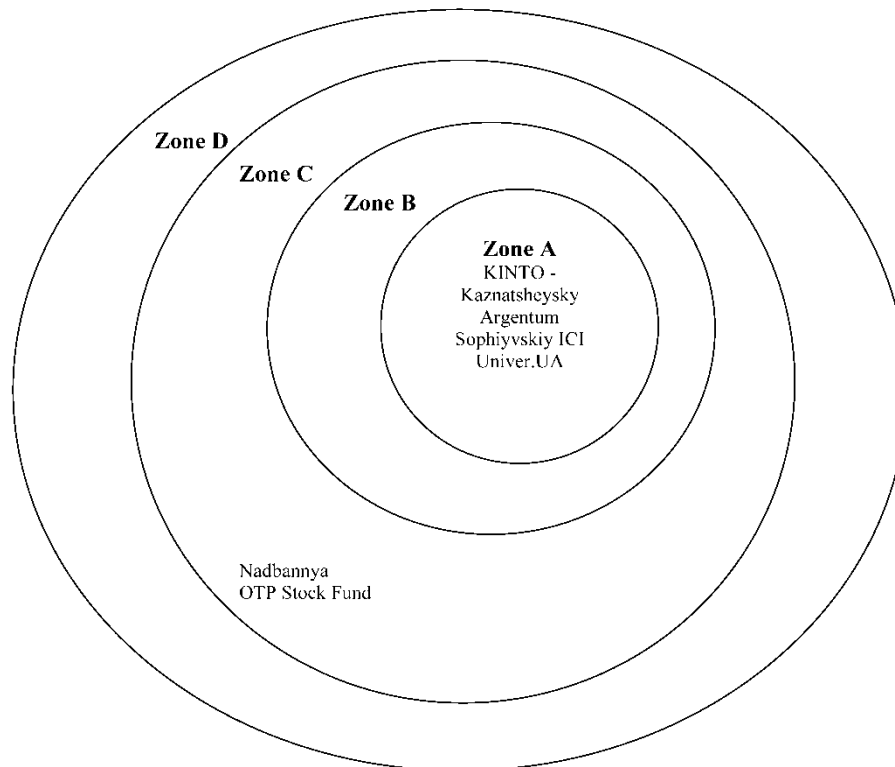 Zone D
Zone C
Zone B
Zone A
KINTO -
Kaznatsheysky
Argentum
Sophiyvskiy ICI
Univer.UA
Nadbannya
OTP Stock Fund